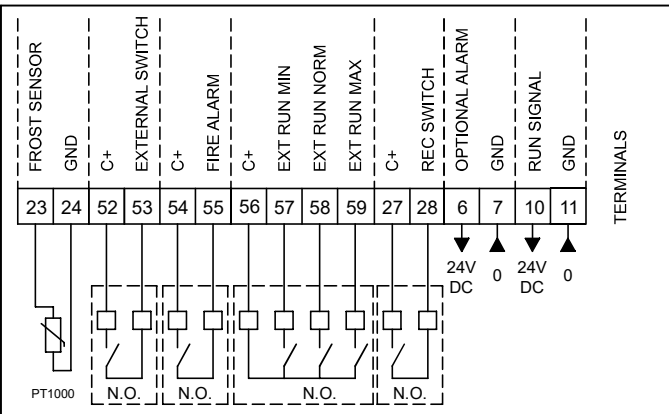 FROST SENSOR
GND
C+
EXTERNAL SWITCH
C+
FIRE ALARM
C+
EXT RUN MIN
EXT RUN NORM
EXT RUN MAX
C+
REC SWITCH
OPTIONAL ALARM
GND
RUN SIGNAL
GND
TERMINALS
23 24 52 53 54 55 56 57 58 59 27 28 6 7 10 11
24V DC
0
24V DC
0
PT1000
N.O.
N.O.
N.O.
N.O.